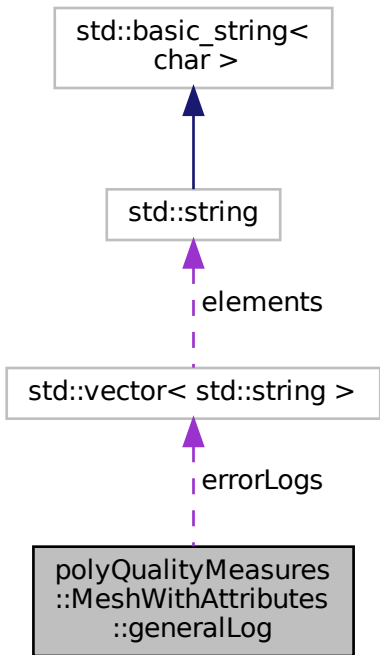 std::basic_string<
char >
std::string
elements
std::vector< std::string >
errorLogs
polyQualityMeasures
::MeshWithAttributes
::generalLog